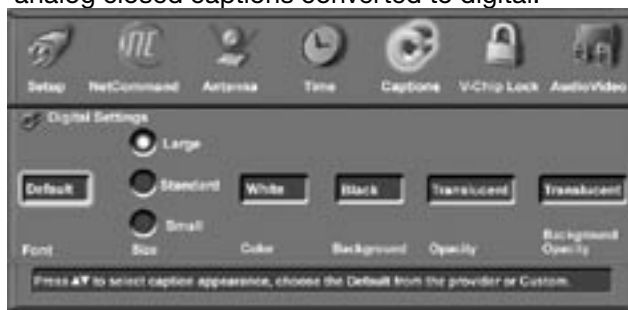 analog closed captions converted to digital.
Setup NetCommand Antenna Time Captions V-Chip Lock Audio/Video
Digital Settings
Large
Default Standard White Black Translucent Translucent
Small
Font Size Color Background Opacity Background Opacity
Press ▲▼ to select caption appearance, choose the Default from the provider or Custom.